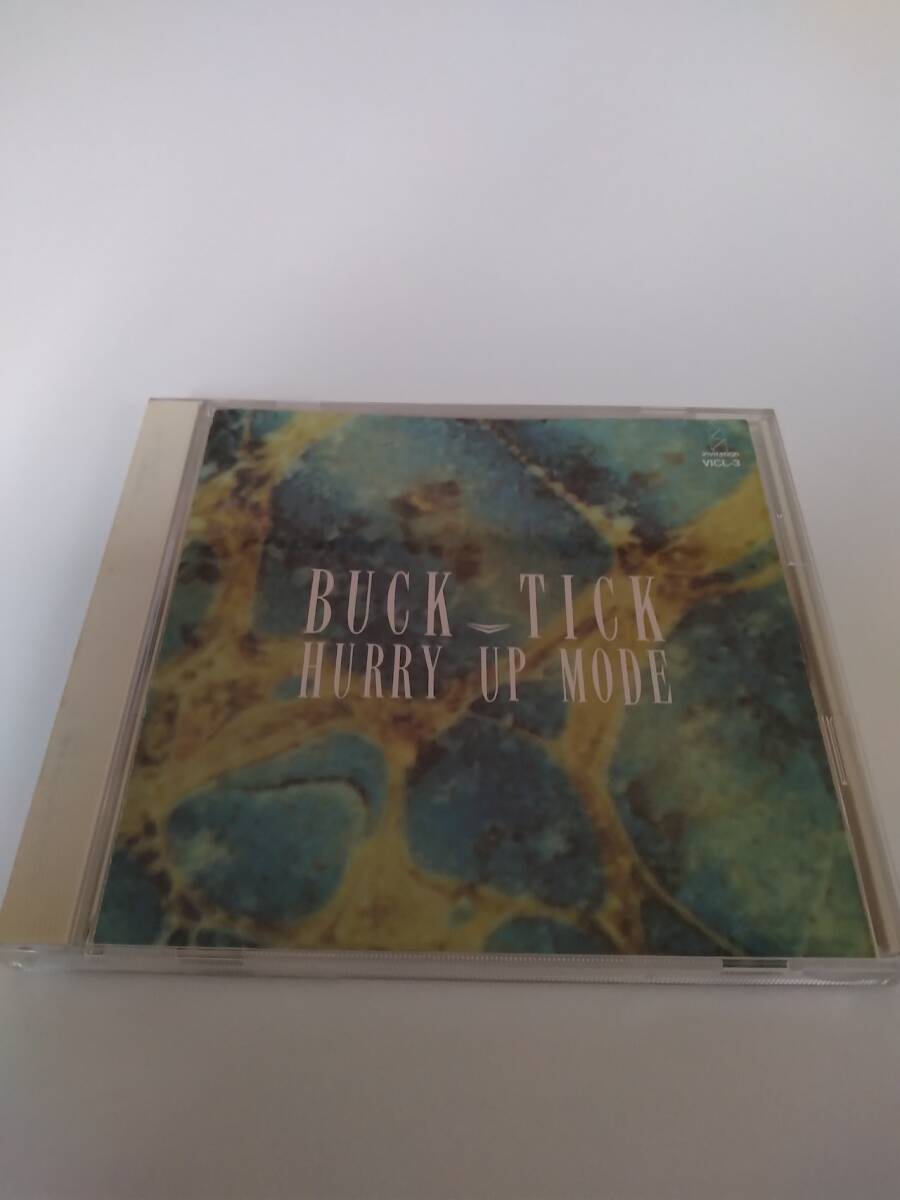 invitation
VICL-3
BUCK-TICK
HURRY UP MODE